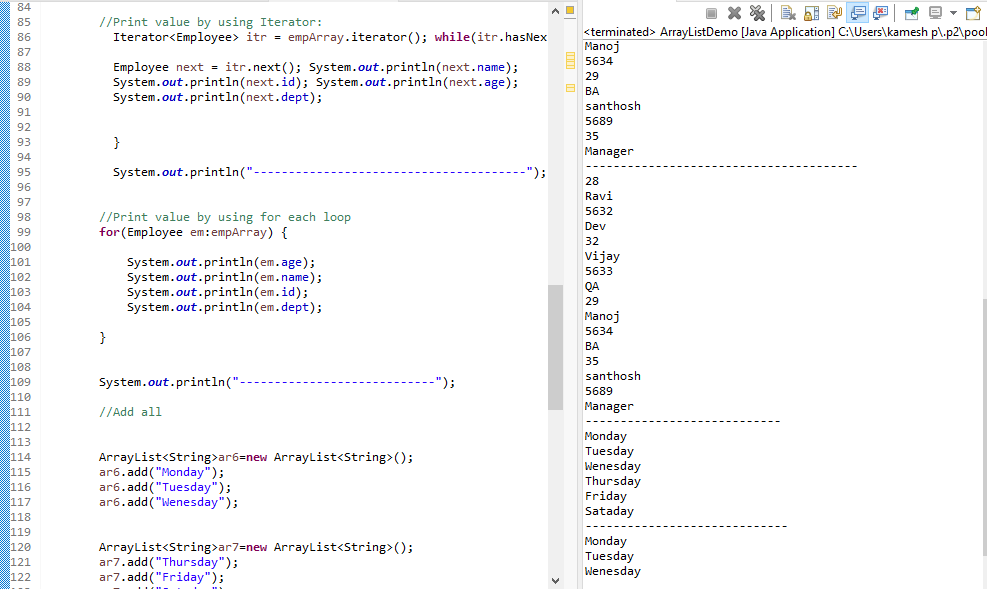 84
85 //Print value by using Iterator:
86 Iterator<Employee> itr = empArray.iterator(); while(itr.hasNex
87
88 Employee next = itr.next(); System.out.println(next.name);
89 System.out.println(next.id); System.out.println(next.age);
90 System.out.println(next.dept);
91
92
93 }
94
95 System.out.println("---------------------------------------");
96
97
98 //Print value by using for each loop
99 for(Employee em:empArray) {
100
101 System.out.println(em.age);
102 System.out.println(em.name);
103 System.out.println(em.id);
104 System.out.println(em.dept);
105
106 }
107
108
109 System.out.println("----------------------------");
110
111 //Add all
112
113
114 ArrayList<String>ar6=new ArrayList<String>();
115 ar6.add("Monday");
116 ar6.add("Tuesday");
117 ar6.add("Wenesday");
118
119
120 ArrayList<String>ar7=new ArrayList<String>();
121 ar7.add("Thursday");
122 ar7.add("Friday");
<terminated> ArrayListDemo [Java Application] C:\Users\kamesh p\.p2\pool
Manoj
5634
29
BA
santhosh
5689
35
Manager
---------------------------------------
28
Ravi
5632
Dev
32
Vijay
5633
QA
29
Manoj
5634
BA
35
santhosh
5689
Manager
----------------------------
Monday
Tuesday
Wenesday
Thursday
Friday
Sataday
-----------------------------
Monday
Tuesday
Wenesday